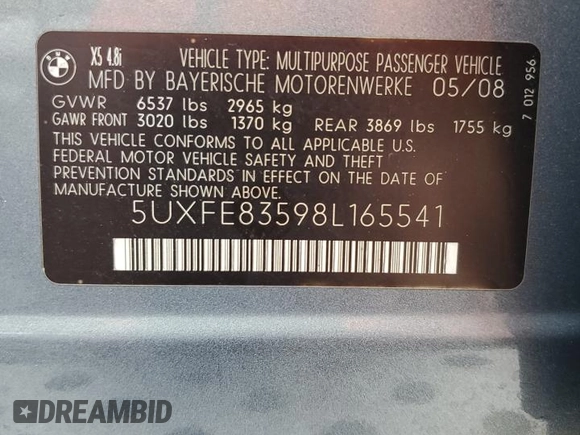 BMW
X5 4.8i
VEHICLE TYPE: MULTIPURPOSE PASSENGER VEHICLE
MFD BY BAYERISCHE MOTORENWERKE 05/08
GVWR 6537 lbs 2965 kg
GAWR FRONT 3020 lbs 1370 kg REAR 3869 lbs 1755 kg
THIS VEHICLE CONFORMS TO ALL APPLICABLE U.S.
FEDERAL MOTOR VEHICLE SAFETY AND THEFT
PREVENTION STANDARDS IN EFFECT ON THE DATE OF
MANUFACTURE SHOWN ABOVE.
5UXFE83598L165541
7 012 956
DREAMBID